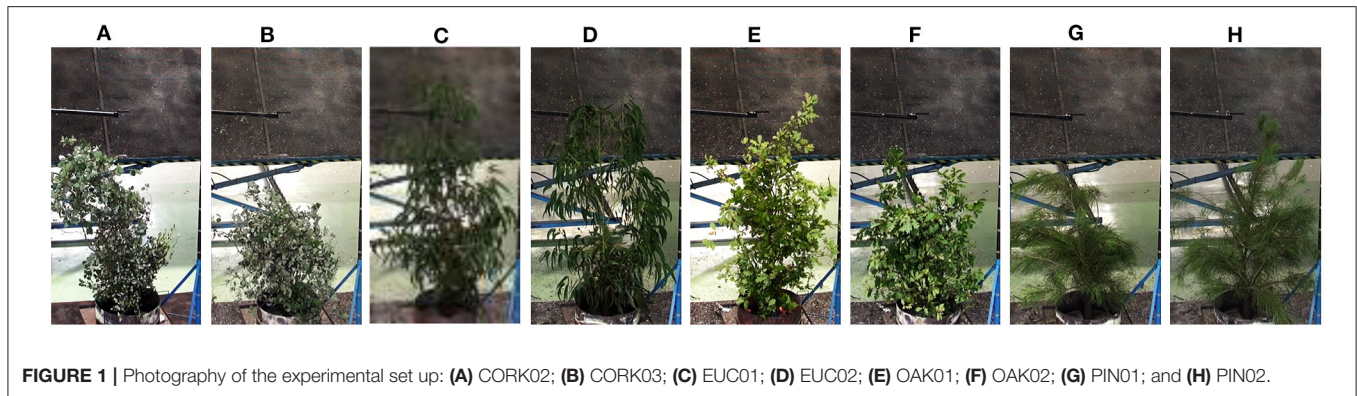 A B C D E F G H
FIGURE 1 | Photography of the experimental set up: (A) CORK02; (B) CORK03; (C) EUC01; (D) EUC02; (E) OAK01; (F) OAK02; (G) PIN01; and (H) PIN02.